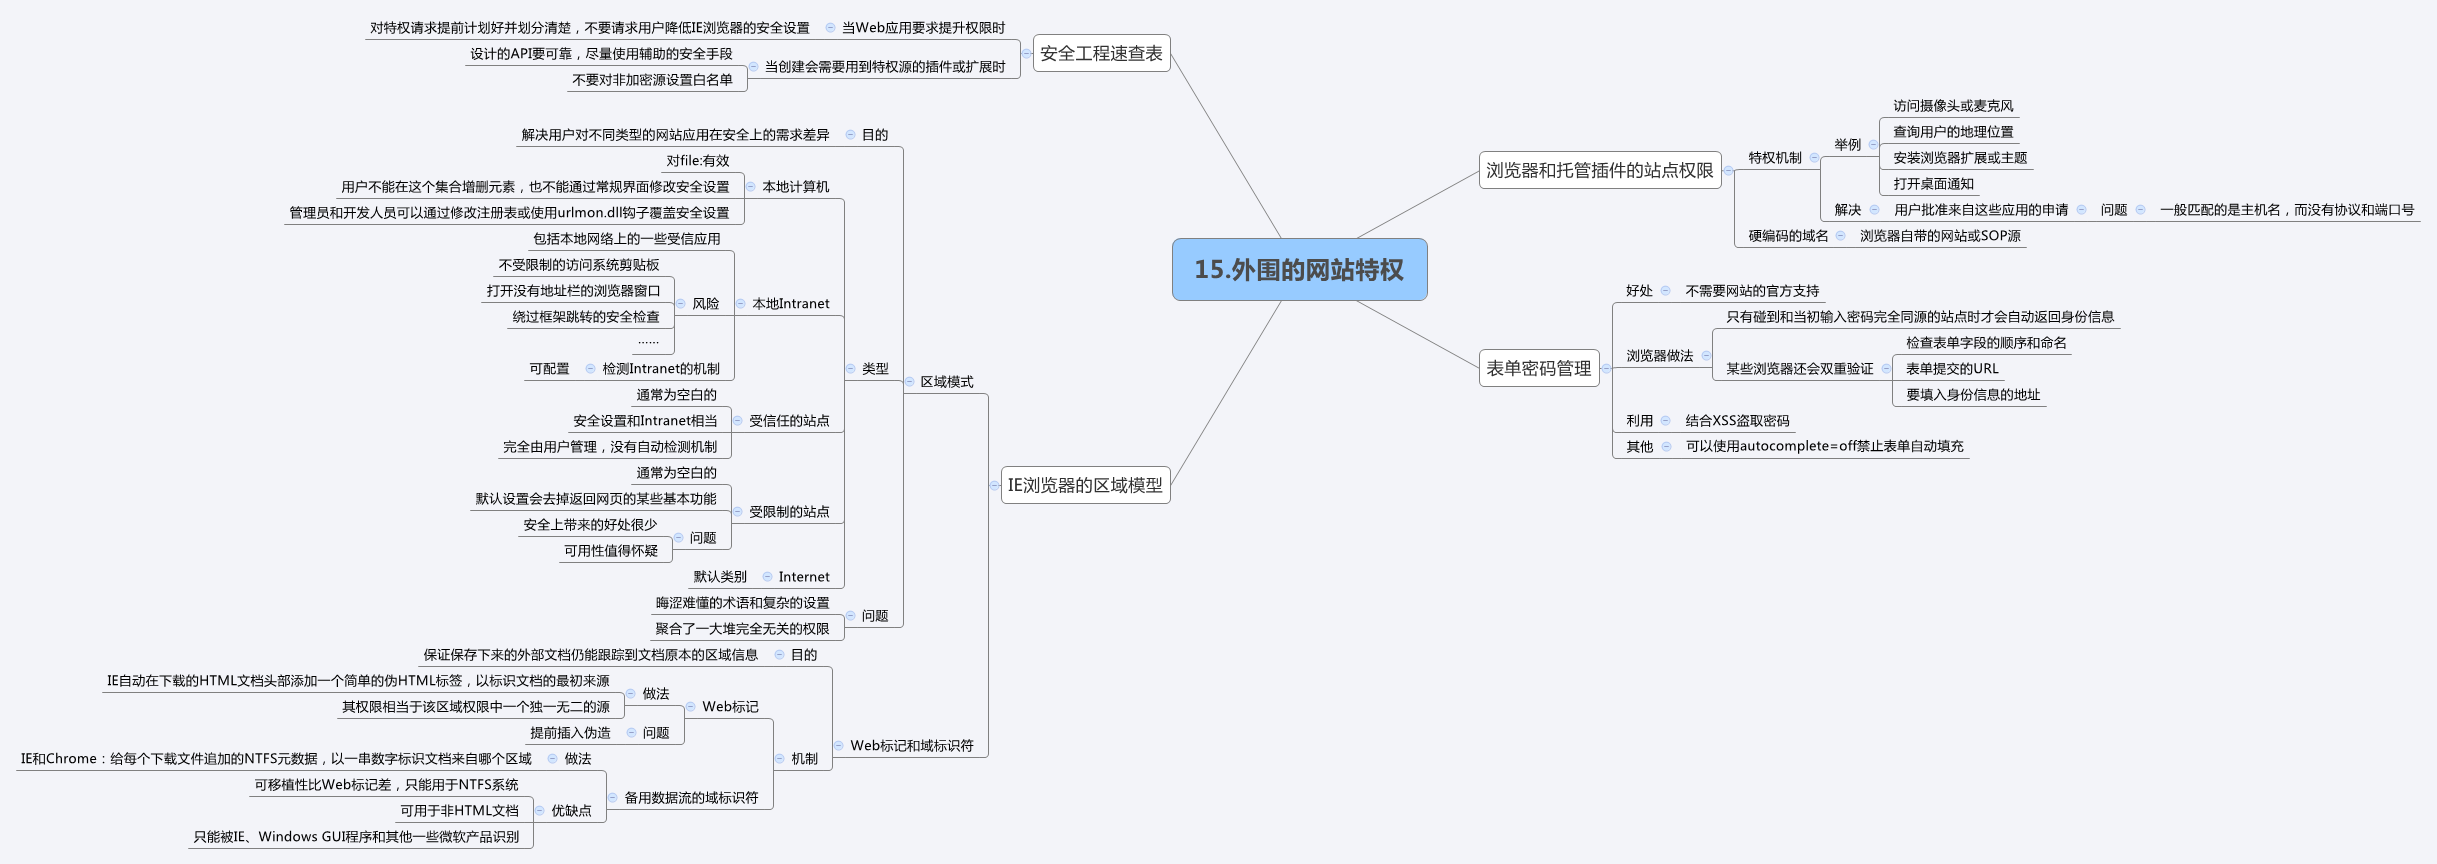 15.外围的网站特权
浏览器和托管插件的站点权限
特权机制
举例
访问摄像头或麦克风
查询用户的地理位置
安装浏览器扩展或主题
打开桌面通知
解决
用户批准来自这些应用的申请
问题
一般匹配的是主机名，而没有协议和端口号
硬编码的域名
浏览器自带的网站或SOP源
表单密码管理
好处
不需要网站的官方支持
浏览器做法
只有碰到和当初输入密码完全同源的站点时才会自动返回身份信息
某些浏览器还会双重验证
检查表单字段的顺序和命名
表单提交的URL
要填入身份信息的地址
利用
结合XSS盗取密码
其他
可以使用autocomplete=off禁止表单自动填充
IE浏览器的区域模型
区域模式
目的
解决用户对不同类型的网站应用在安全上的需求差异
类型
本地计算机
对file:有效
用户不能在这个集合增删元素，也不能通过常规界面修改安全设置
管理员和开发人员可以通过修改注册表或使用urlmon.dll钩子覆盖安全设置
本地Intranet
包括本地网络上的一些受信应用
风险
不受限制的访问系统剪贴板
打开没有地址栏的浏览器窗口
绕过框架跳转的安全检查
……
检测Intranet的机制
可配置
受信任的站点
通常为空白的
安全设置和Intranet相当
完全由用户管理，没有自动检测机制
受限制的站点
通常为空白的
默认设置会去掉返回网页的某些基本功能
问题
安全上带来的好处很少
可用性值得怀疑
Internet
默认类别
问题
晦涩难懂的术语和复杂的设置
聚合了一大堆完全无关的权限
Web标记和域标识符
目的
保证保存下来的外部文档仍能跟踪到文档原本的区域信息
机制
Web标记
做法
IE自动在下载的HTML文档头部添加一个简单的伪HTML标签，以标识文档的最初来源
其权限相当于该区域权限中一个独一无二的源
问题
提前插入伪造
备用数据流的域标识符
做法
IE和Chrome：给每个下载文件追加的NTFS元数据，以一串数字标识文档来自哪个区域
优缺点
可移植性比Web标记差，只能用于NTFS系统
可用于非HTML文档
只能被IE、Windows GUI程序和其他一些微软产品识别
安全工程速查表
当Web应用要求提升权限时
对特权请求提前计划好并划分清楚，不要请求用户降低IE浏览器的安全设置
当创建会需要用到特权源的插件或扩展时
设计的API要可靠，尽量使用辅助的安全手段
不要对非加密源设置白名单